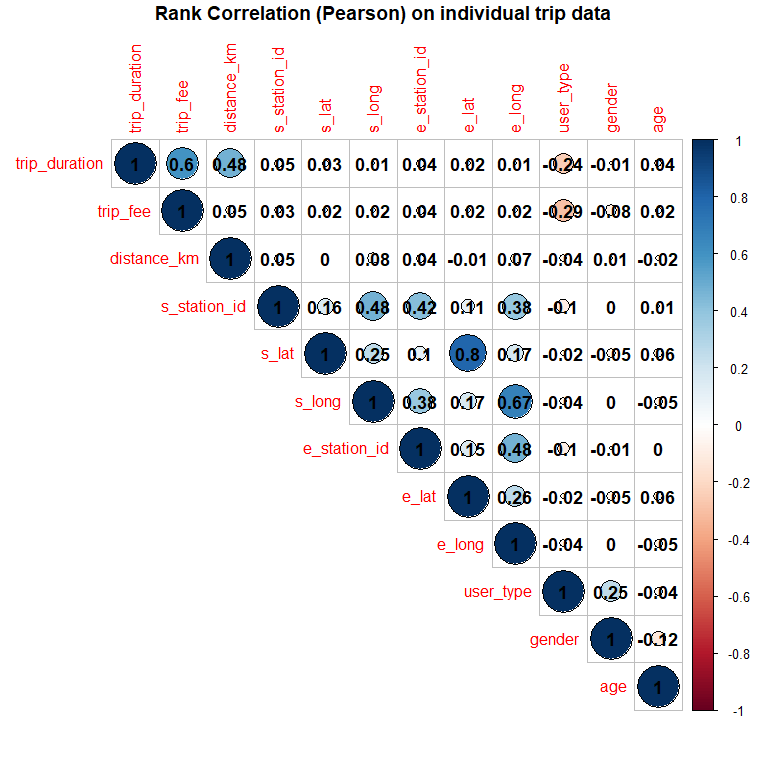 Rank Correlation (Pearson) on individual trip data
trip_duration trip_fee distance_km s_station_id s_lat s_long e_station_id e_lat e_long user_type gender age
trip_duration 1 0.6 0.48 0.05 0.03 0.01 0.04 0.02 0.01 -0.24 -0.01 0.04
trip_fee 1 0.05 0.03 0.02 0.02 0.04 0.02 0.02 -0.29 -0.08 0.02
distance_km 1 0.05 0 0.08 0.04 -0.01 0.07 -0.04 0.01 -0.02
s_station_id 1 0.16 0.48 0.42 0.11 0.38 -0.1 0 0.01
s_lat 1 0.25 0.1 0.8 0.17 -0.02 -0.05 0.06
s_long 1 0.38 0.17 0.67 -0.04 0 -0.05
e_station_id 1 0.15 0.48 -0.1 -0.01 0
e_lat 1 0.26 -0.02 -0.05 0.06
e_long 1 -0.04 0 -0.05
user_type 1 0.25 -0.04
gender 1 -0.12
age 1
1
0.8
0.6
0.4
0.2
0
-0.2
-0.4
-0.6
-0.8
-1